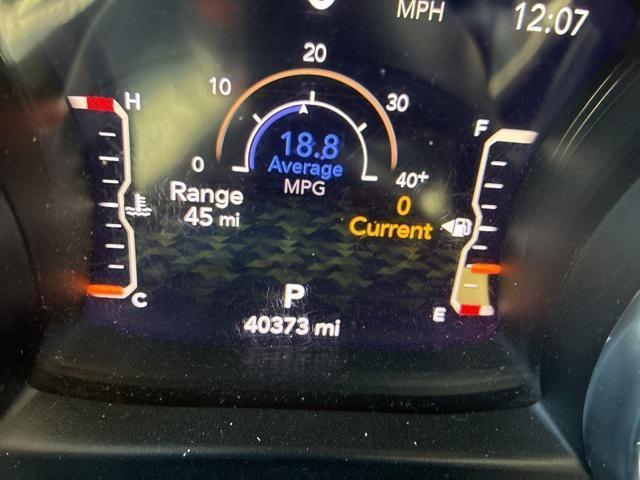 MPH
12:07
20
10
30
H
F
18.8
0
Average
40+
MPG
Range
45 mi
0
Current
P
C
E
40373 mi